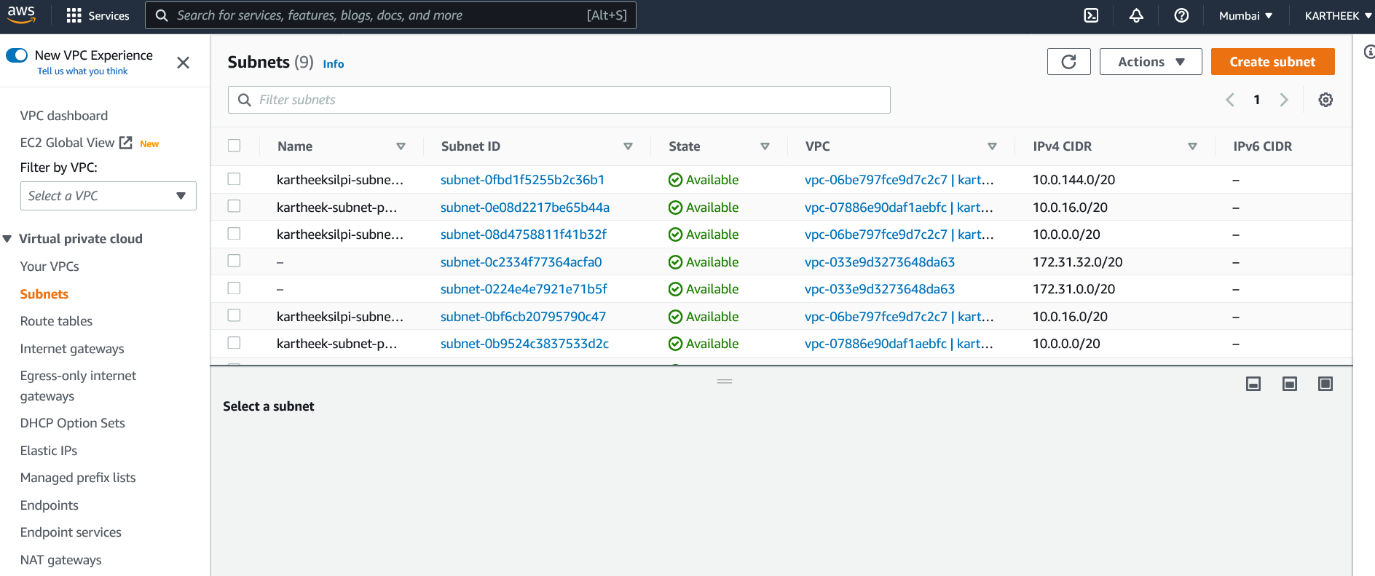 aws
Services
Search for services, features, blogs, docs, and more [Alt+S]
Mumbai
KARTHEEK
New VPC Experience
Tell us what you think
VPC dashboard
EC2 Global View New
Filter by VPC:
Select a VPC
Virtual private cloud
Your VPCs
Subnets
Route tables
Internet gateways
Egress-only internet
gateways
DHCP Option Sets
Elastic IPs
Managed prefix lists
Endpoints
Endpoint services
NAT gateways
Subnets (9) Info
Actions
Create subnet
Filter subnets
1
Name Subnet ID State VPC IPv4 CIDR IPv6 CIDR
kartheeksilpi-subne... subnet-0fbd1f5255b2c36b1 Available vpc-06be797fce9d7c2c7 | kart... 10.0.144.0/20 –
kartheek-subnet-p... subnet-0e08d2217be65b44a Available vpc-07886e90daf1aebfc | kart... 10.0.16.0/20 –
kartheeksilpi-subne... subnet-08d4758811f41b32f Available vpc-06be797fce9d7c2c7 | kart... 10.0.0.0/20 –
– subnet-0c2334f77364acfa0 Available vpc-033e9d3273648da63 172.31.32.0/20 –
– subnet-0224e4e7921e71b5f Available vpc-033e9d3273648da63 172.31.0.0/20 –
kartheeksilpi-subne... subnet-0bf6cb20795790c47 Available vpc-06be797fce9d7c2c7 | kart... 10.0.16.0/20 –
kartheek-subnet-p... subnet-0b9524c3837533d2c Available vpc-07886e90daf1aebfc | kart... 10.0.0.0/20 –
Select a subnet